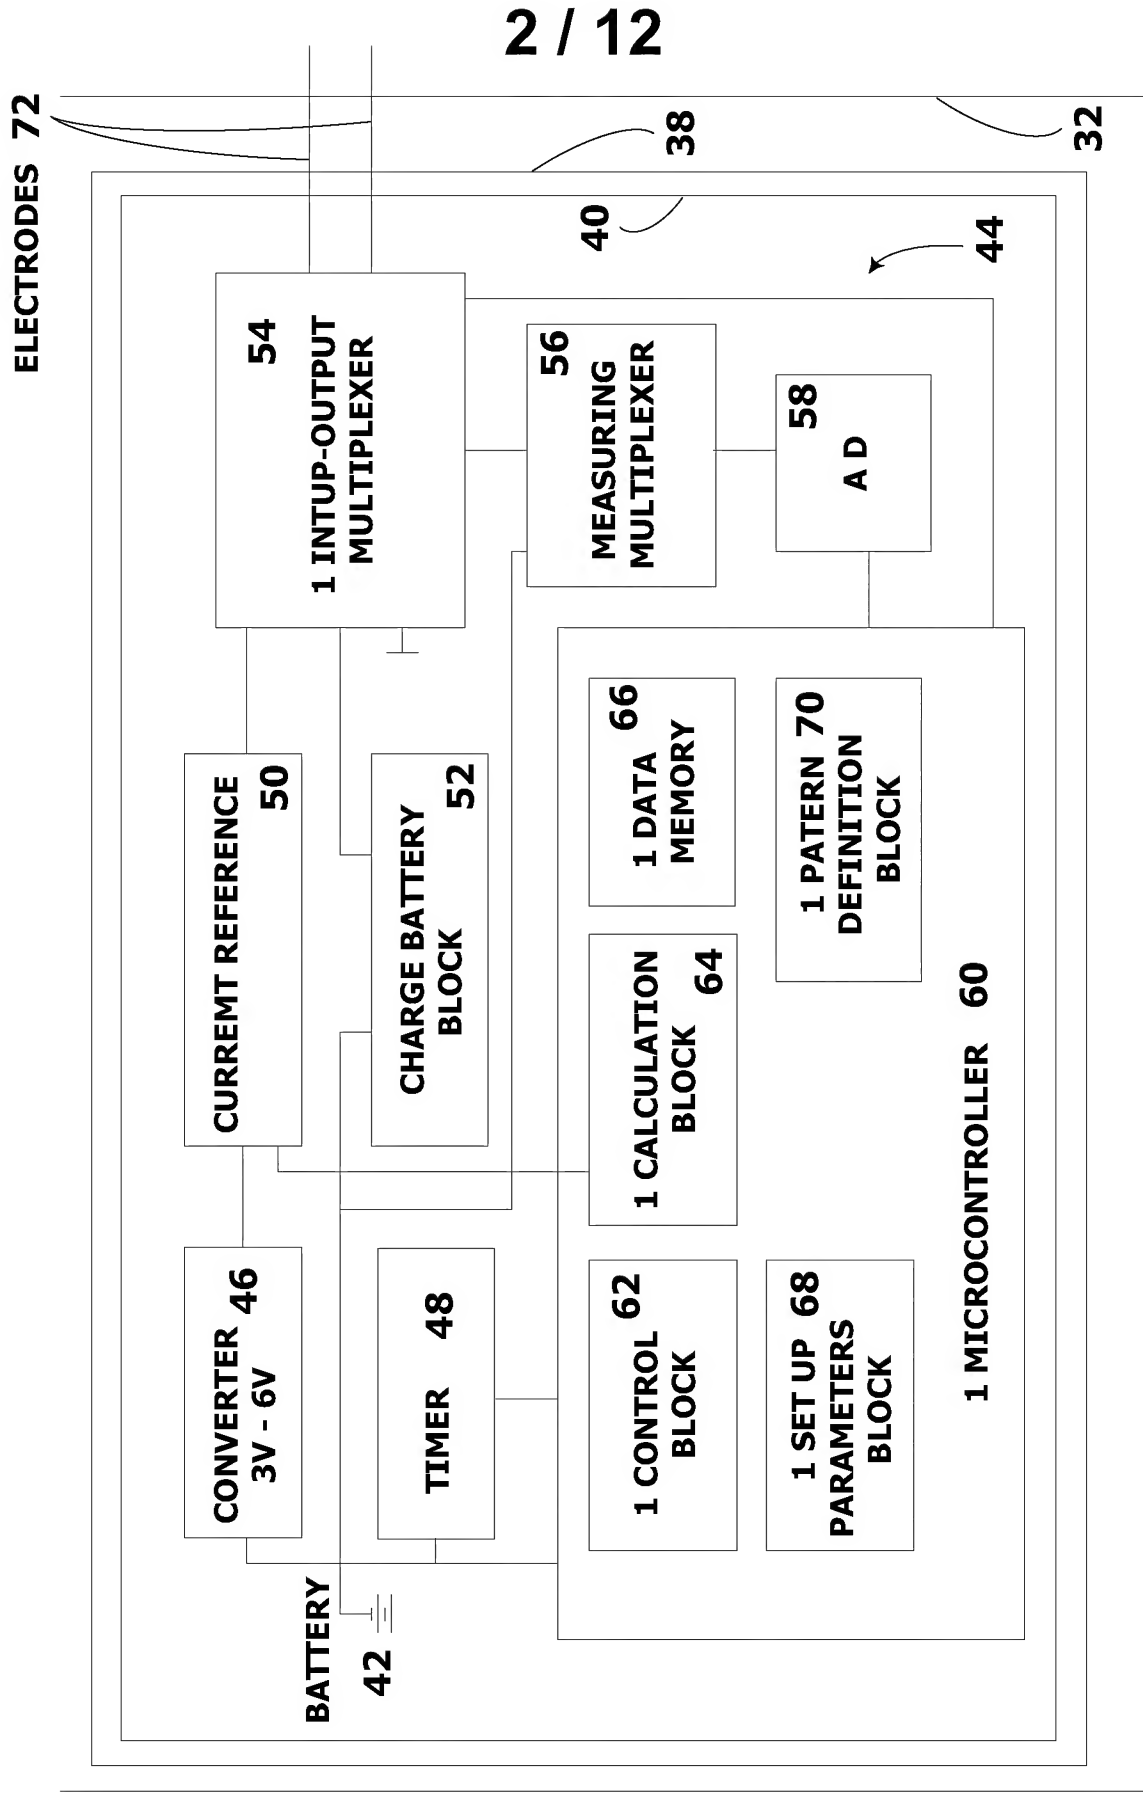 2 / 12
ELECTRODES 72
38
32
40
44
54
1 INTUP-OUTPUT
MULTIPLEXER
56
MEASURING
MULTIPLEXER
58
A D
CURREMT REFERENCE
50
CHARGE BATTERY
BLOCK
52
CONVERTER 46
3V - 6V
TIMER 48
BATTERY
42
1 DATA 66
MEMORY
1 PATERN 70
DEFINITION
BLOCK
1 CALCULATION
BLOCK 64
1 CONTROL 62
BLOCK
1 SET UP 68
PARAMETERS
BLOCK
1 MICROCONTROLLER 60